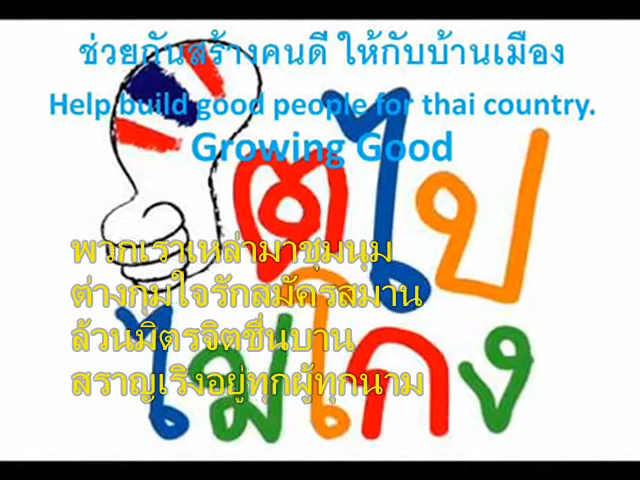 ช่วยกันสร้างคนดี ให้กับบ้านเมือง
Help build good people for thai country.
Growing Good
โตไป
ไม่โกง
พวกเราเหล่ามาชุมนุม
ต่างกุมใจรักสมัครสมาน
ล้วนมิตรจิตชื่นบาน
สราญเริงอยู่ทุกผู้ทุกนาม